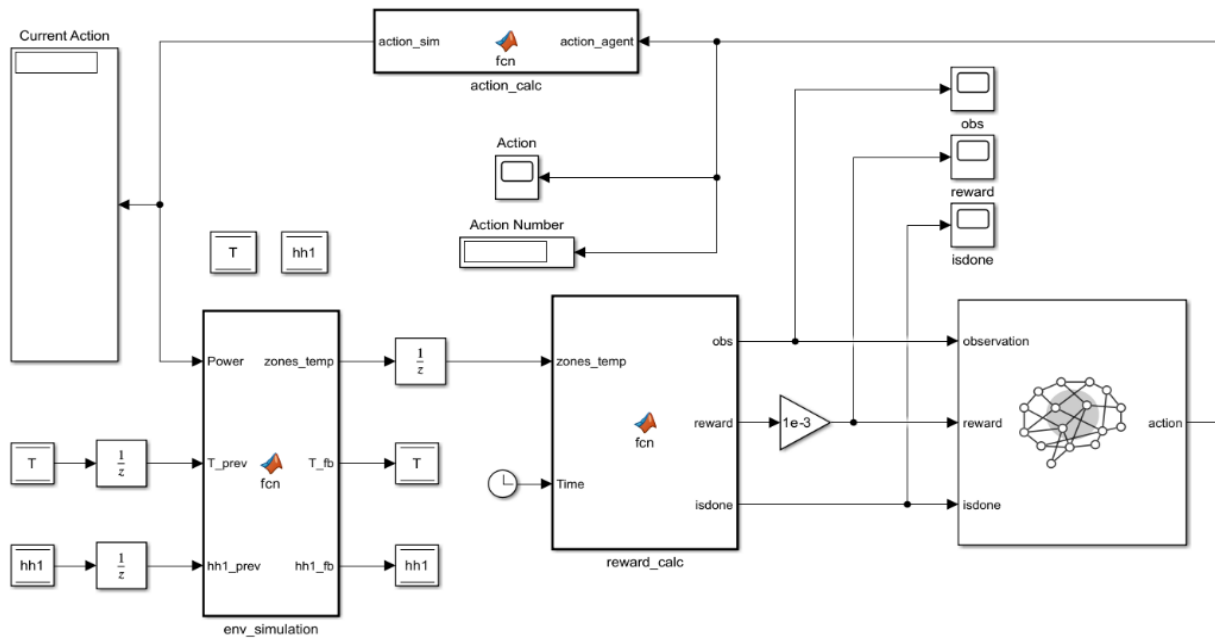 Current Action
action_sim
fcn
action_agent
action_calc
obs
Action
reward
Action Number
isdone
T
hh1
Power
zones_temp
1
z
zones_temp
obs
observation
T
1
z
T_prev
fcn
T_fb
T
fcn
reward
1e-3
reward
action
Time
isdone
isdone
hh1
1
z
hh1_prev
hh1_fb
hh1
reward_calc
env_simulation